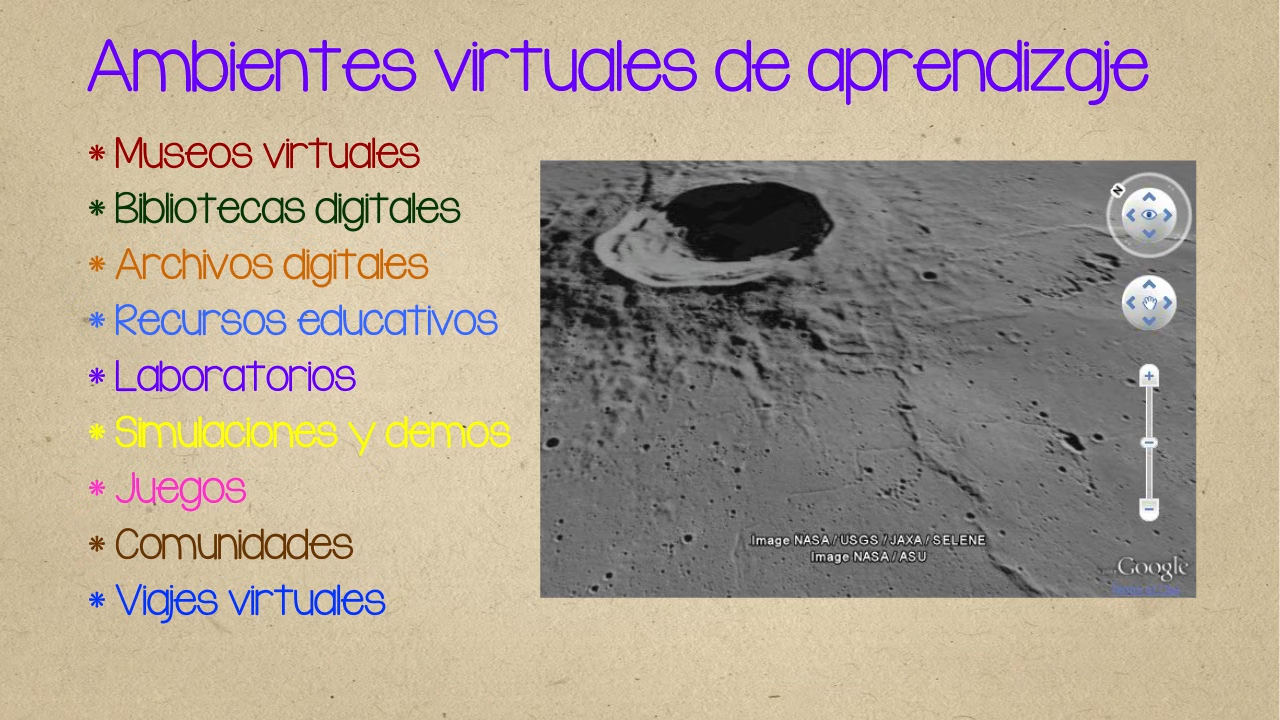 Ambientes virtuales de aprendizaje
* Museos virtuales
* Bibliotecas digitales
* Archivos digitales
* Recursos educativos
* Laboratorios
* Simulaciones y demos
* Juegos
* Comunidades
* Viajes virtuales
N
Image NASA / USGS / JAXA / SELENE
Image NASA / ASU
Google